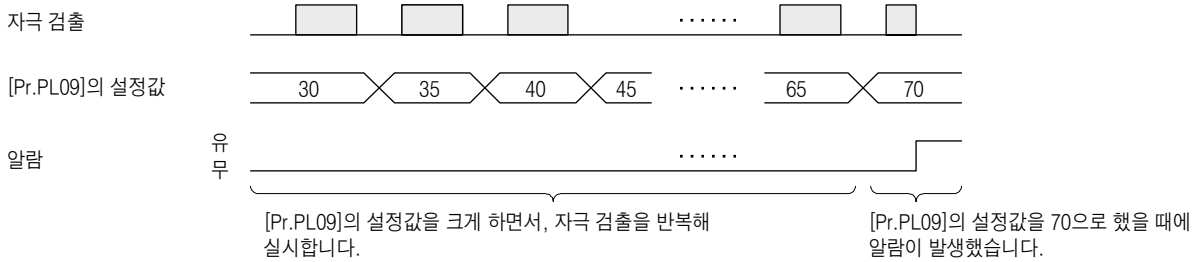 자극 검출
[Pr.PL09]의 설정값
30 35 40 45 ······ 65 70
알람
유
무
[Pr.PL09]의 설정값을 크게 하면서, 자극 검출을 반복해
실시합니다.
[Pr.PL09]의 설정값을 70으로 했을 때에
알람이 발생했습니다.